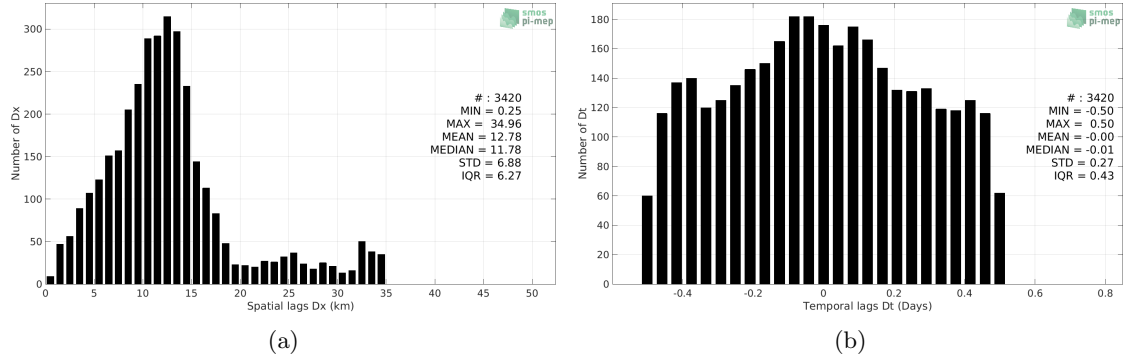 smos
pi-mep
300
250
200
150
100
50
0
Number of Dx
# : 3420
MIN = 0.25
MAX = 34.96
MEAN = 12.78
MEDIAN = 11.78
STD = 6.88
IQR = 6.27
0 5 10 15 20 25 30 35 40 45 50
Spatial lags Dx (km)
(a)
smos
pi-mep
180
160
140
120
100
80
60
40
20
0
Number of Dt
# : 3420
MIN = -0.50
MAX = 0.50
MEAN = -0.00
MEDIAN = -0.01
STD = 0.27
IQR = 0.43
-0.4 -0.2 0 0.2 0.4 0.6 0.8
Temporal lags Dt (Days)
(b)